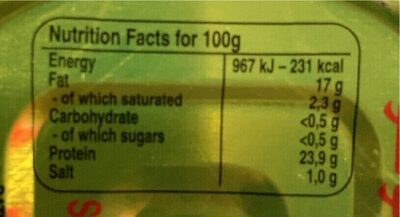 Nutrition Facts for 100g
Energy 967 kJ – 231 kcal
Fat 17 g
- of which saturated 2,3 g
Carbohydrate <0,5 g
- of which sugars <0,5 g
Protein 23,9 g
Salt 1,0 g